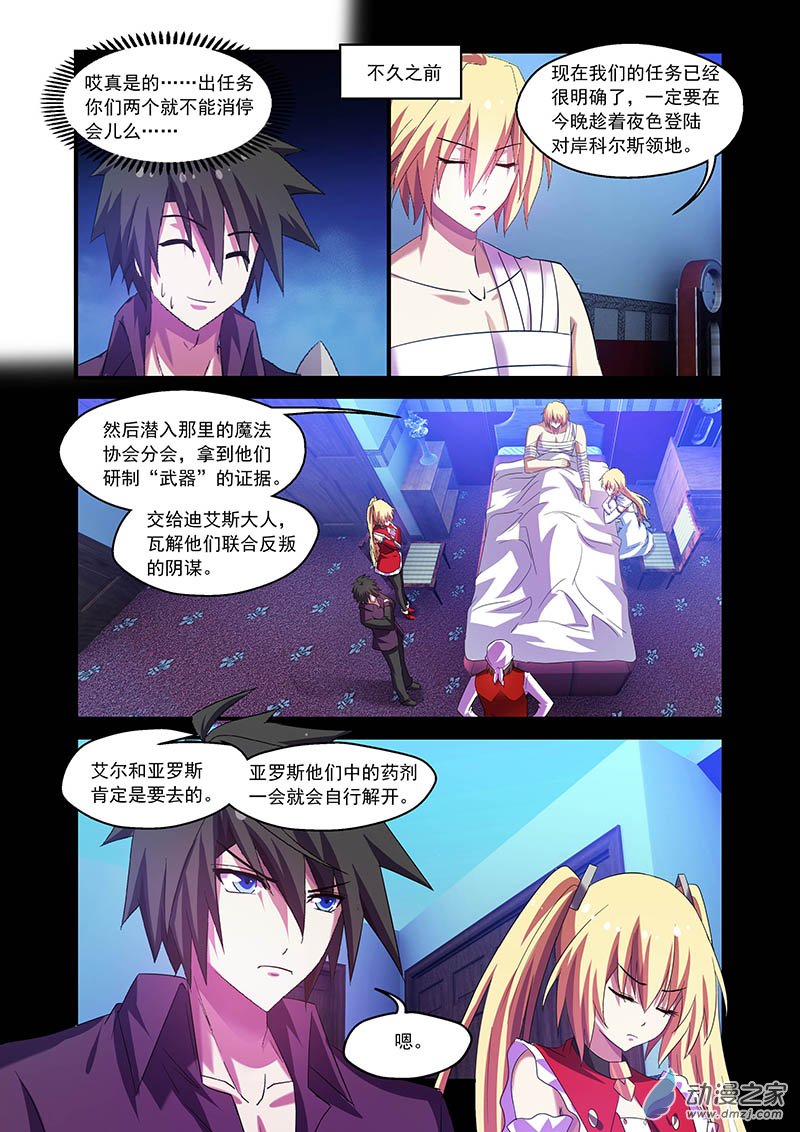 哎真是的……出任务
你们两个就不能消停
会儿么……
不久之前
现在我们的任务已经
很明确了，一定要在
今晚趁着夜色登陆
对岸科尔斯领地。
然后潜入那里的魔法
协会分会，拿到他们
研制“武器”的证据。
交给迪艾斯大人，
瓦解他们联合反叛
的阴谋。
艾尔和亚罗斯
肯定是要去的。
亚罗斯他们中的药剂
一会就会自行解开。
嗯。
动漫之家
www.dmzj.com